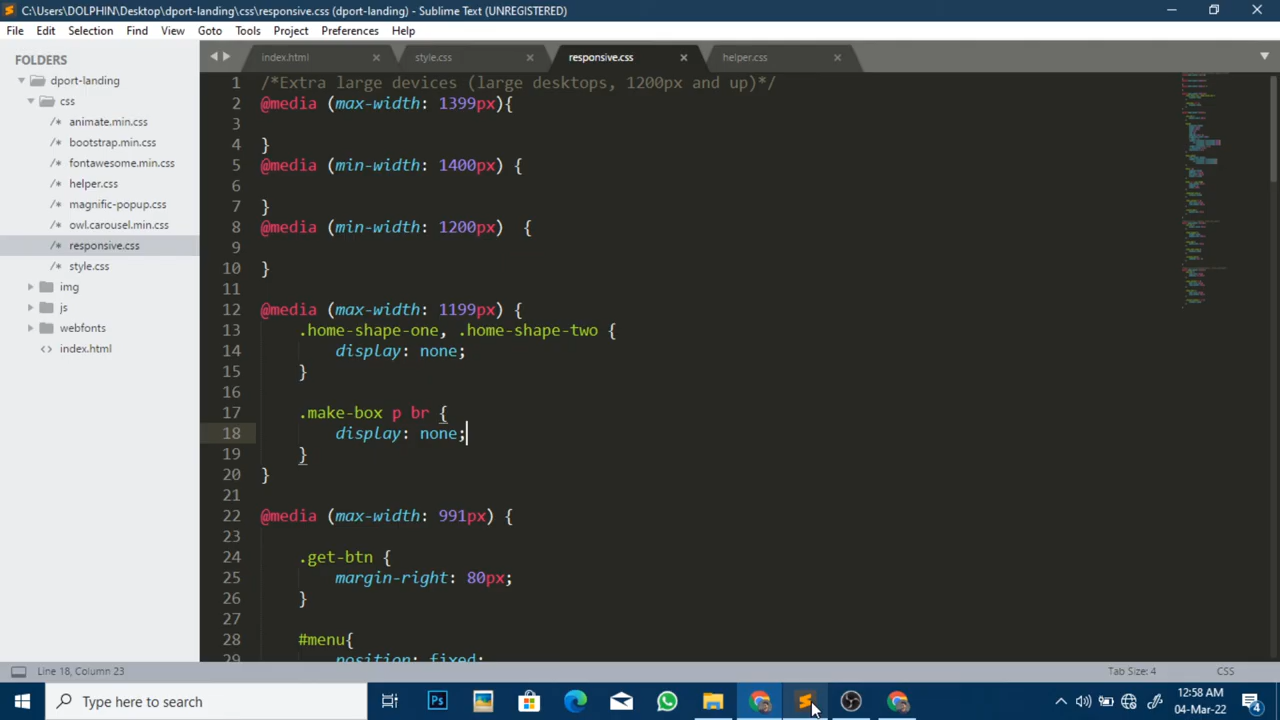 C:\Users\DOLPHIN\Desktop\dport-landing\css\responsive.css (dport-landing) - Sublime Text (UNREGISTERED)
File Edit Selection Find View Goto Tools Project Preferences Help
FOLDERS
dport-landing
css
/* animate.min.css
/* bootstrap.min.css
/* fontawesome.min.css
/* helper.css
/* magnific-popup.css
/* owl.carousel.min.css
/* responsive.css
/* style.css
img
js
webfonts
<> index.html
index.html × style.css × responsive.css × helper.css ×
1 /*Extra large devices (large desktops, 1200px and up)*/
2 @media (max-width: 1399px){
3
4 }
5 @media (min-width: 1400px) {
6
7 }
8 @media (min-width: 1200px)  {
9
10 }
11
12 @media (max-width: 1199px) {
13     .home-shape-one, .home-shape-two {
14         display: none;
15     }
16
17     .make-box p br {
18         display: none;
19     }
20 }
21
22 @media (max-width: 991px) {
23
24     .get-btn {
25         margin-right: 80px;
26     }
27
28     #menu{
29         position: fixed;
Line 18, Column 23
Tab Size: 4 CSS
Type here to search
Ps
12:58 AM
04-Mar-22
4